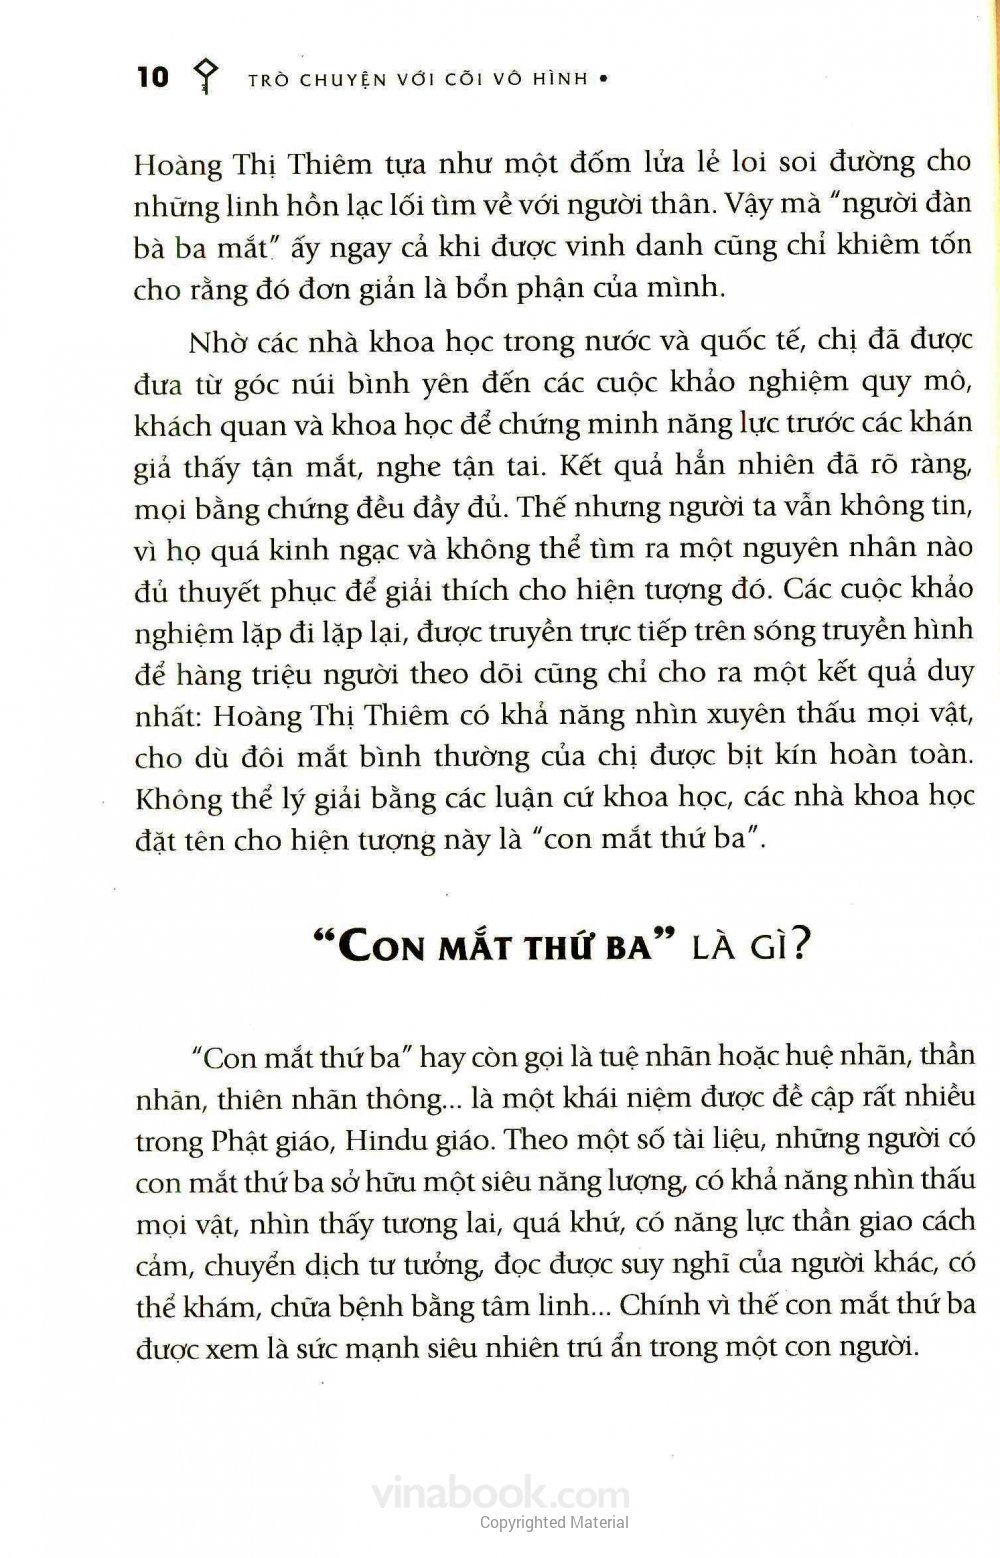 10 TRÒ CHUYỆN VỚI CÕI VÔ HÌNH •
Hoàng Thị Thiêm tựa như một đốm lửa lẻ loi soi đường cho
những linh hồn lạc lối tìm về với người thân. Vậy mà “người đàn
bà ba mắt” ấy ngay cả khi được vinh danh cũng chỉ khiêm tốn
cho rằng đó đơn giản là bổn phận của mình.
Nhờ các nhà khoa học trong nước và quốc tế, chị đã được
đưa từ góc núi bình yên đến các cuộc khảo nghiệm quy mô,
khách quan và khoa học để chứng minh năng lực trước các khán
giả thấy tận mắt, nghe tận tai. Kết quả hẳn nhiên đã rõ ràng,
mọi bằng chứng đều đầy đủ. Thế nhưng người ta vẫn không tin,
vì họ quá kinh ngạc và không thể tìm ra một nguyên nhân nào
đủ thuyết phục để giải thích cho hiện tượng đó. Các cuộc khảo
nghiệm lặp đi lặp lại, được truyền trực tiếp trên sóng truyền hình
để hàng triệu người theo dõi cũng chỉ cho ra một kết quả duy
nhất: Hoàng Thị Thiêm có khả năng nhìn xuyên thấu mọi vật,
cho dù đôi mắt bình thường của chị được bịt kín hoàn toàn.
Không thể lý giải bằng các luận cứ khoa học, các nhà khoa học
đặt tên cho hiện tượng này là “con mắt thứ ba”.
“CON MẮT THỨ BA” LÀ GÌ?
“Con mắt thứ ba” hay còn gọi là tuệ nhãn hoặc huệ nhãn, thần
nhãn, thiên nhãn thông... là một khái niệm được đề cập rất nhiều
trong Phật giáo, Hindu giáo. Theo một số tài liệu, những người có
con mắt thứ ba sở hữu một siêu năng lượng, có khả năng nhìn thấu
mọi vật, nhìn thấy tương lai, quá khứ, có năng lực thần giao cách
cảm, chuyển dịch tư tưởng, đọc được suy nghĩ của người khác, có
thể khám, chữa bệnh bằng tâm linh... Chính vì thế con mắt thứ ba
được xem là sức mạnh siêu nhiên trú ẩn trong một con người.
vinabook.com
Copyrighted Material